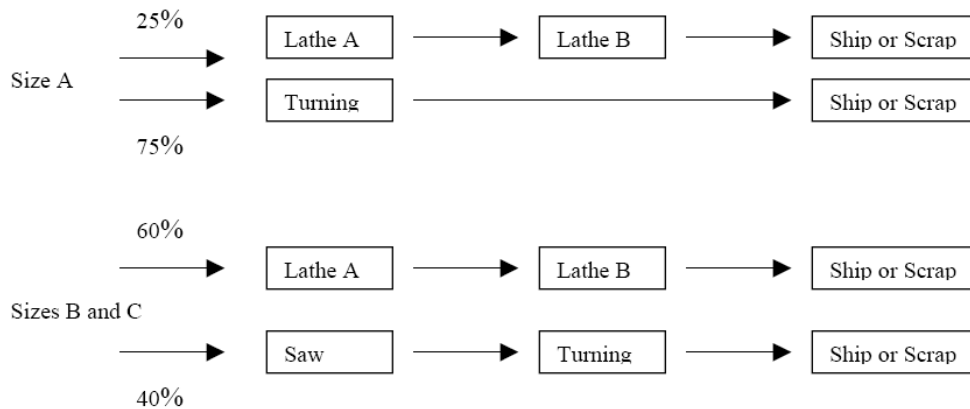 25%
Lathe A
Lathe B
Ship or Scrap
Size A
Turning
Ship or Scrap
75%
60%
Lathe A
Lathe B
Ship or Scrap
Sizes B and C
Saw
Turning
Ship or Scrap
40%